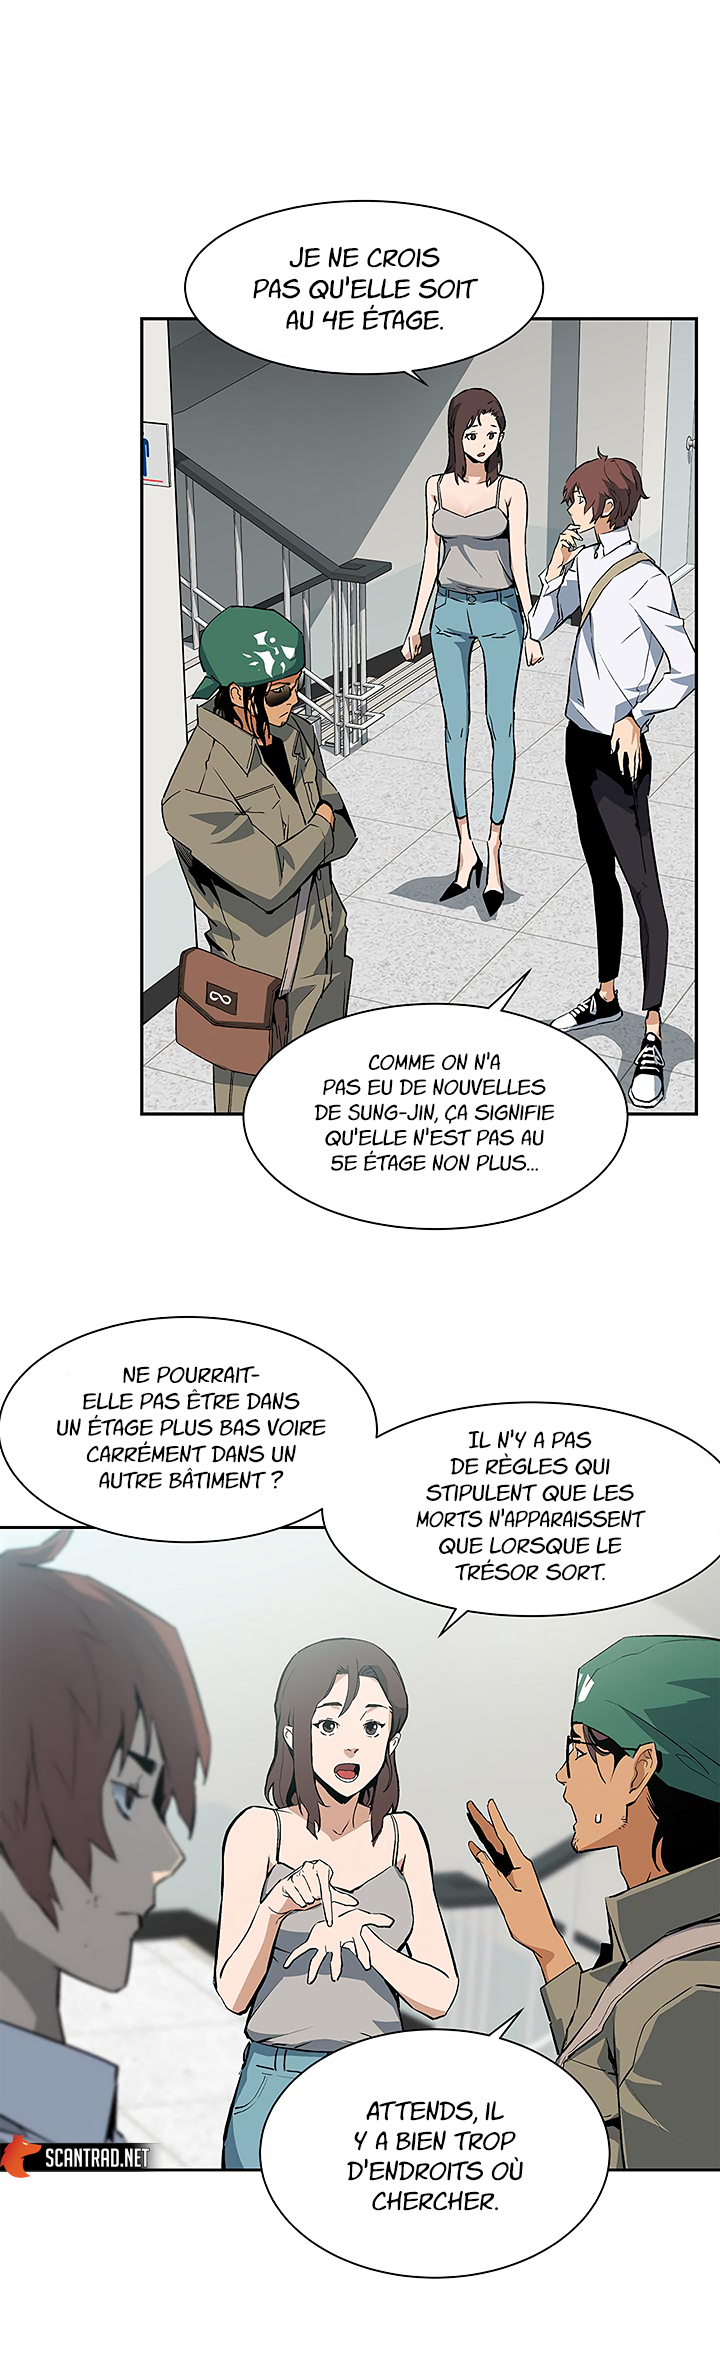 JE NE CROIS
PAS QU'ELLE SOIT
AU 4E ÉTAGE.
COMME ON N'A
PAS EU DE NOUVELLES
DE SUNG-JIN, ÇA SIGNIFIE
QU'ELLE N'EST PAS AU
5E ÉTAGE NON PLUS...
NE POURRAIT-
ELLE PAS ÊTRE DANS
UN ÉTAGE PLUS BAS VOIRE
CARRÉMENT DANS UN
AUTRE BÂTIMENT ?
IL N'Y A PAS
DE RÈGLES QUI
STIPULENT QUE LES
MORTS N'APPARAISSENT
QUE LORSQUE LE
TRÉSOR SORT.
ATTENDS, IL
Y A BIEN TROP
D'ENDROITS OÙ
CHERCHER.
SCANTRAD.NET